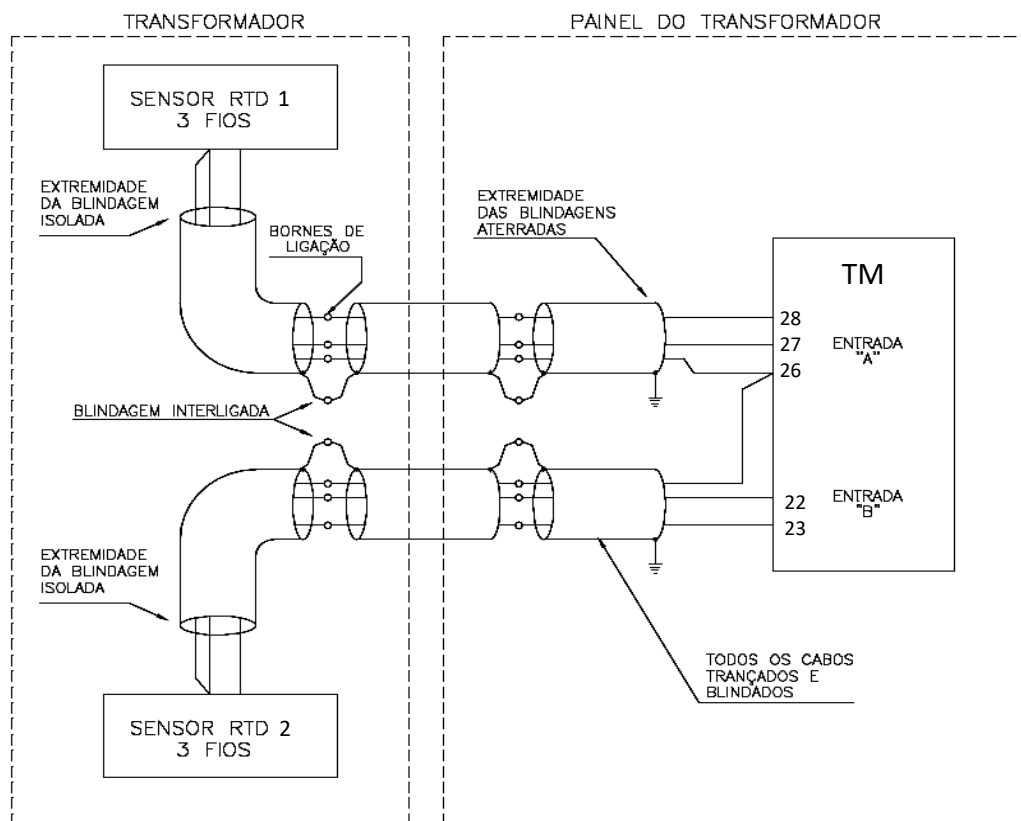 TRANSFORMADOR
PAINEL DO TRANSFORMADOR
SENSOR RTD 1
3 FIOS
EXTREMIDADE
DA BLINDAGEM
ISOLADA
BORNES DE
LIGAÇÃO
EXTREMIDADE
DAS BLINDAGENS
ATERRADAS
TM
28
27
26
ENTRADA
"A"
BLINDAGEM INTERLIGADA
22
23
ENTRADA
"B"
EXTREMIDADE
DA BLINDAGEM
ISOLADA
TODOS OS CABOS
TRANÇADOS E
BLINDADOS
SENSOR RTD 2
3 FIOS